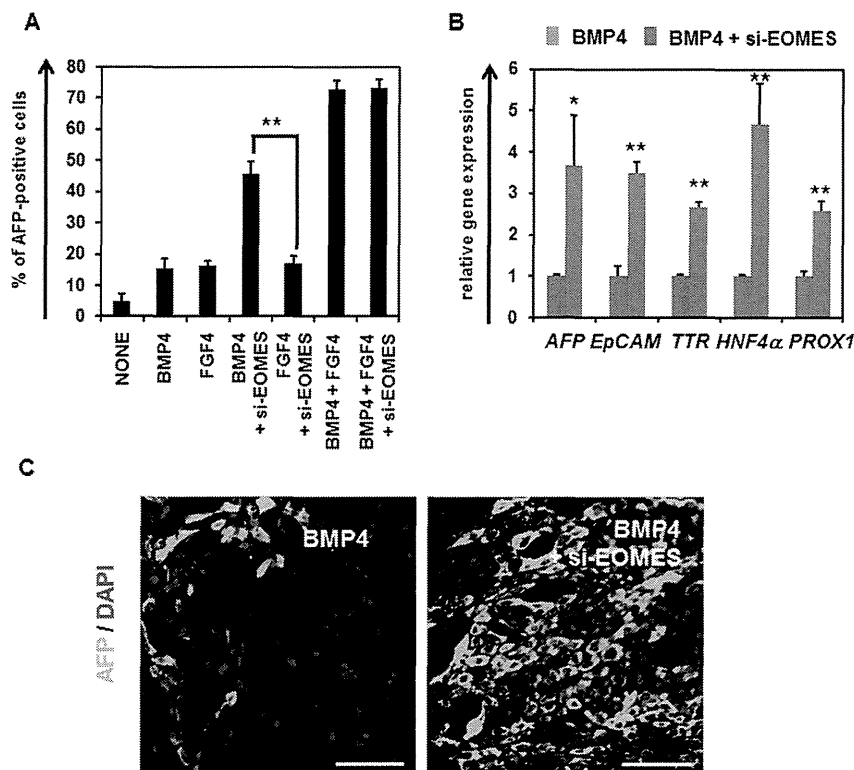 A
% of AFP-positive cells
80
70
60
50
40
30
20
10
0
**
NONE
BMP4
FGF4
BMP4
+ si-EOMES
FGF4
+ si-EOMES
BMP4 + FGF4
BMP4 + FGF4
+ si-EOMES
B
BMP4
BMP4 + si-EOMES
relative gene expression
6
5
4
3
2
1
0
*
**
**
**
**
AFP EpCAM TTR HNF4α PROX1
C
AFP / DAPI
BMP4
BMP4
+ si-EOMES